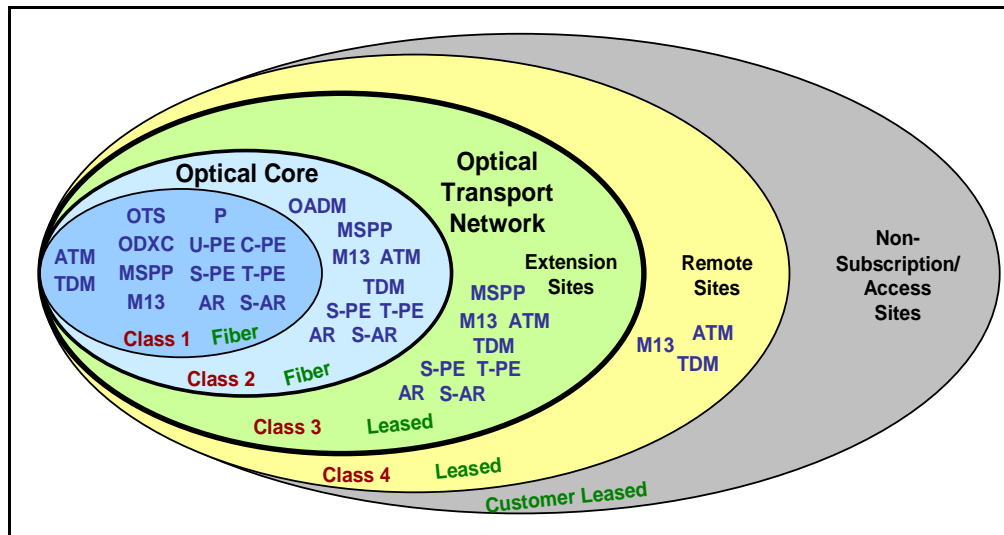 Optical Core
OTS P
ODXC U-PE C-PE
ATM
MSPP S-PE T-PE
TDM
M13 AR S-AR
Class 1 Fiber
OADM
MSPP
M13 ATM
TDM
S-PE T-PE
AR S-AR
Class 2 Fiber
Optical
Transport
Network
Extension
Sites
MSPP
M13 ATM
TDM
S-PE T-PE
AR S-AR
Class 3 Leased
Remote
Sites
M13 ATM
TDM
Class 4 Leased
Non-
Subscription/
Access
Sites
Customer Leased